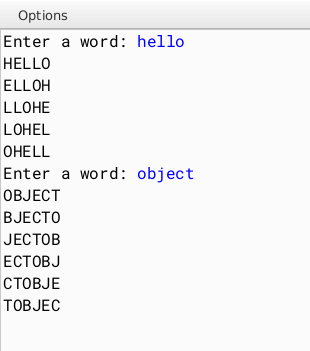 Options
Enter a word: hello
HELLO
ELLOH
LLOHE
LOHEL
OHELL
Enter a word: object
OBJECT
BJECTO
JECTOB
ECTOBJ
CTOBJE
TOBJEC